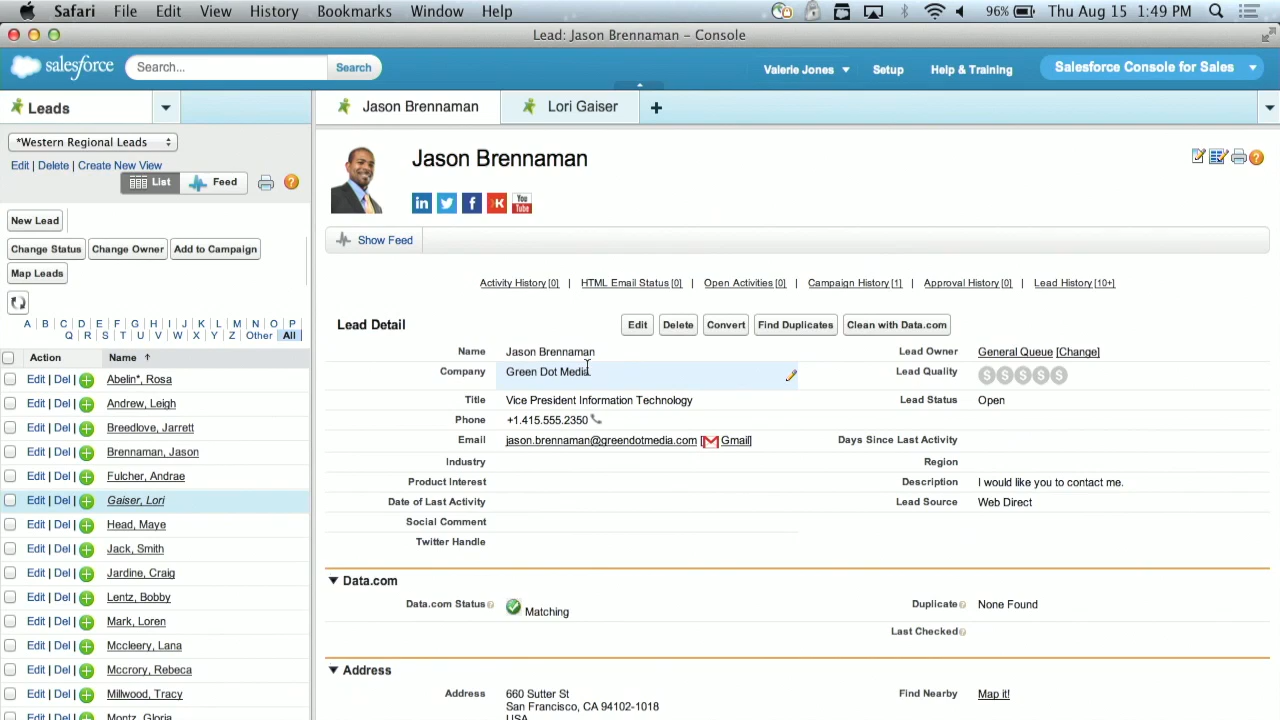 Safari File Edit View History Bookmarks Window Help 96% Thu Aug 15 1:49 PM
Lead: Jason Brennaman – Console
salesforce Search... Search Valerie Jones Setup Help & Training Salesforce Console for Sales
Leads Jason Brennaman Lori Gaiser
*Western Regional Leads
Edit | Delete | Create New View
List Feed
New Lead
Change Status Change Owner Add to Campaign
Map Leads
A B C D E F G H I J K L M N O P
Q R S T U V W X Y Z Other All
Action Name
Edit | Del | Abelin*, Rosa
Edit | Del | Andrew, Leigh
Edit | Del | Breedlove, Jarrett
Edit | Del | Brennaman, Jason
Edit | Del | Fulcher, Andrae
Edit | Del | Gaiser, Lori
Edit | Del | Head, Maye
Edit | Del | Jack, Smith
Edit | Del | Jardine, Craig
Edit | Del | Lentz, Bobby
Edit | Del | Mark, Loren
Edit | Del | Mccleery, Lana
Edit | Del | Mccrory, Rebeca
Edit | Del | Millwood, Tracy
Edit | Del | Montz, Gloria
Jason Brennaman
in f K You Tube
Show Feed
Activity History [0] | HTML Email Status [0] | Open Activities [0] | Campaign History [1] | Approval History [0] | Lead History [10+]
Lead Detail Edit Delete Convert Find Duplicates Clean with Data.com
Name Jason Brennaman Lead Owner General Queue [Change]
Company Green Dot Media Lead Quality S S S S S
Title Vice President Information Technology Lead Status Open
Phone +1.415.555.2350
Email jason.brennaman@greendotmedia.com [Gmail] Days Since Last Activity
Industry Region
Product Interest Description I would like you to contact me.
Date of Last Activity Lead Source Web Direct
Social Comment
Twitter Handle
Data.com
Data.com Status Matching Duplicate None Found
Last Checked
Address
Address 660 Sutter St Find Nearby Map it!
San Francisco, CA 94102-1018
USA